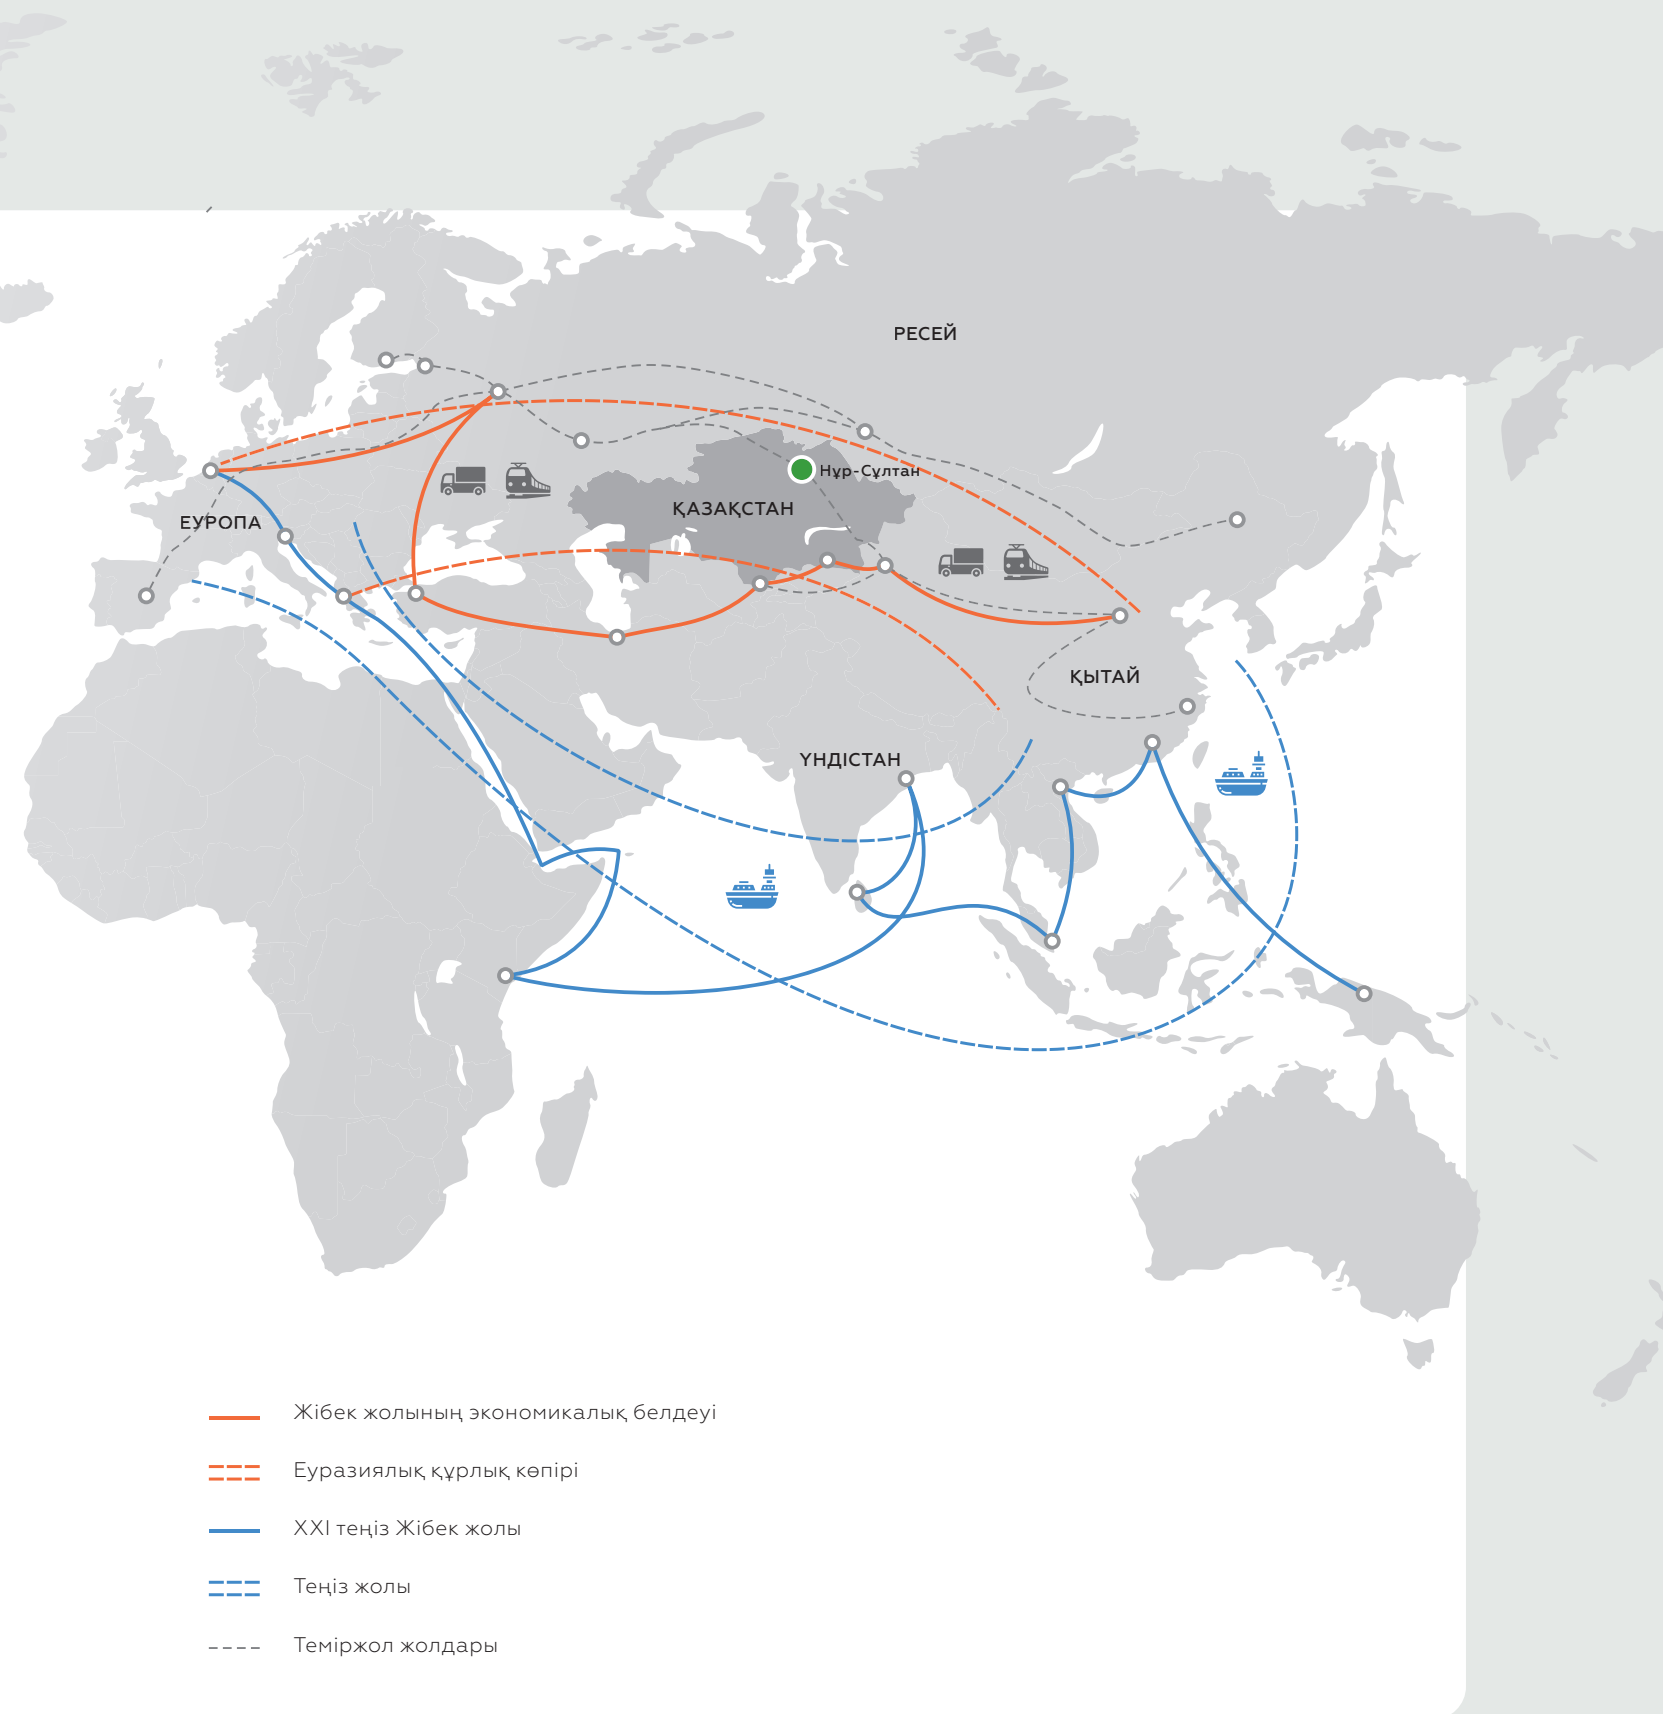 РЕСЕЙ
Нұр-Сұлтан
ҚАЗАҚСТАН
ЕУРОПА
ҚЫТАЙ
ҮНДІСТАН
Жібек жолының экономикалық белдеуі
Еуразиялық құрлық көпірі
XXI теңіз Жібек жолы
Теңіз жолы
Теміржол жолдары